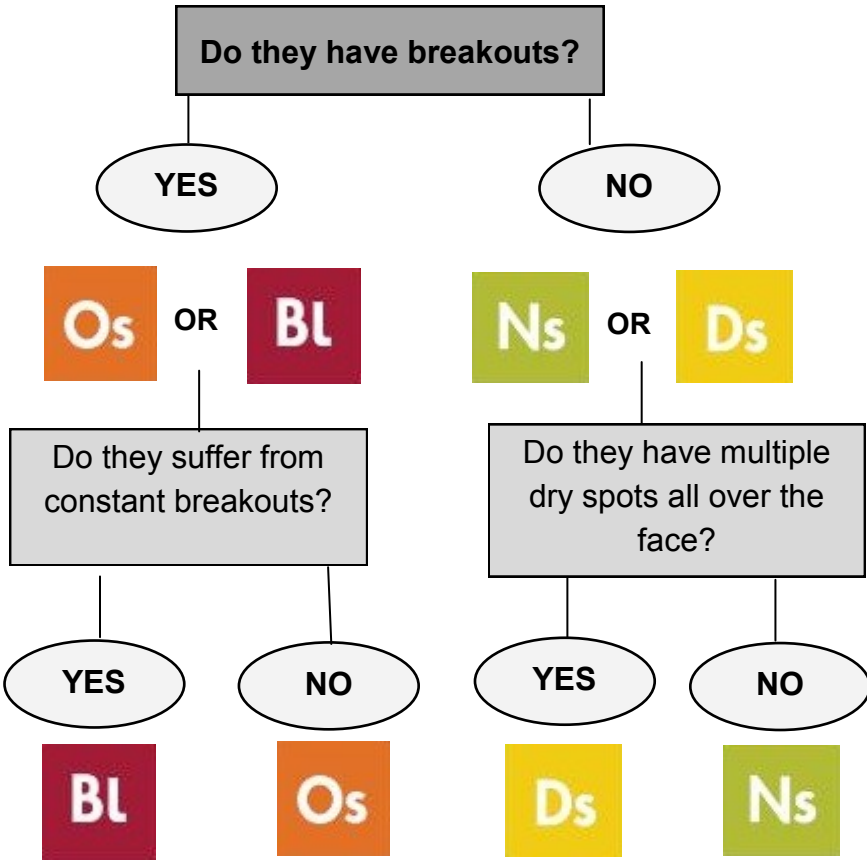 Do they have breakouts?
YES
NO
Os OR BL
Ns OR Ds
Do they suffer from
constant breakouts?
Do they have multiple
dry spots all over the
face?
YES
NO
YES
NO
BL
Os
Ds
Ns